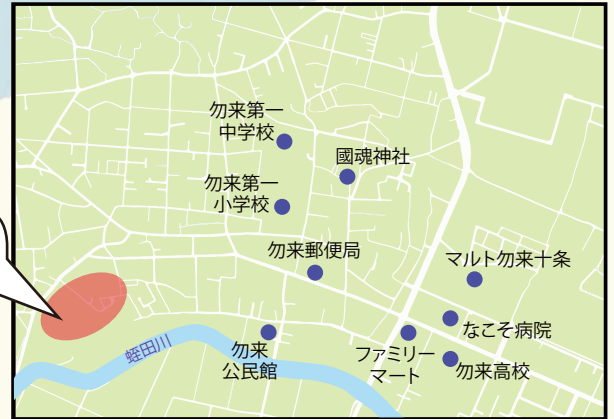 勿来第一
中学校
國魂神社
勿来第一
小学校
勿来郵便局
マルト勿来十条
なこそ病院
蛭田川
勿来
公民館
ファミリー
マート
勿来高校